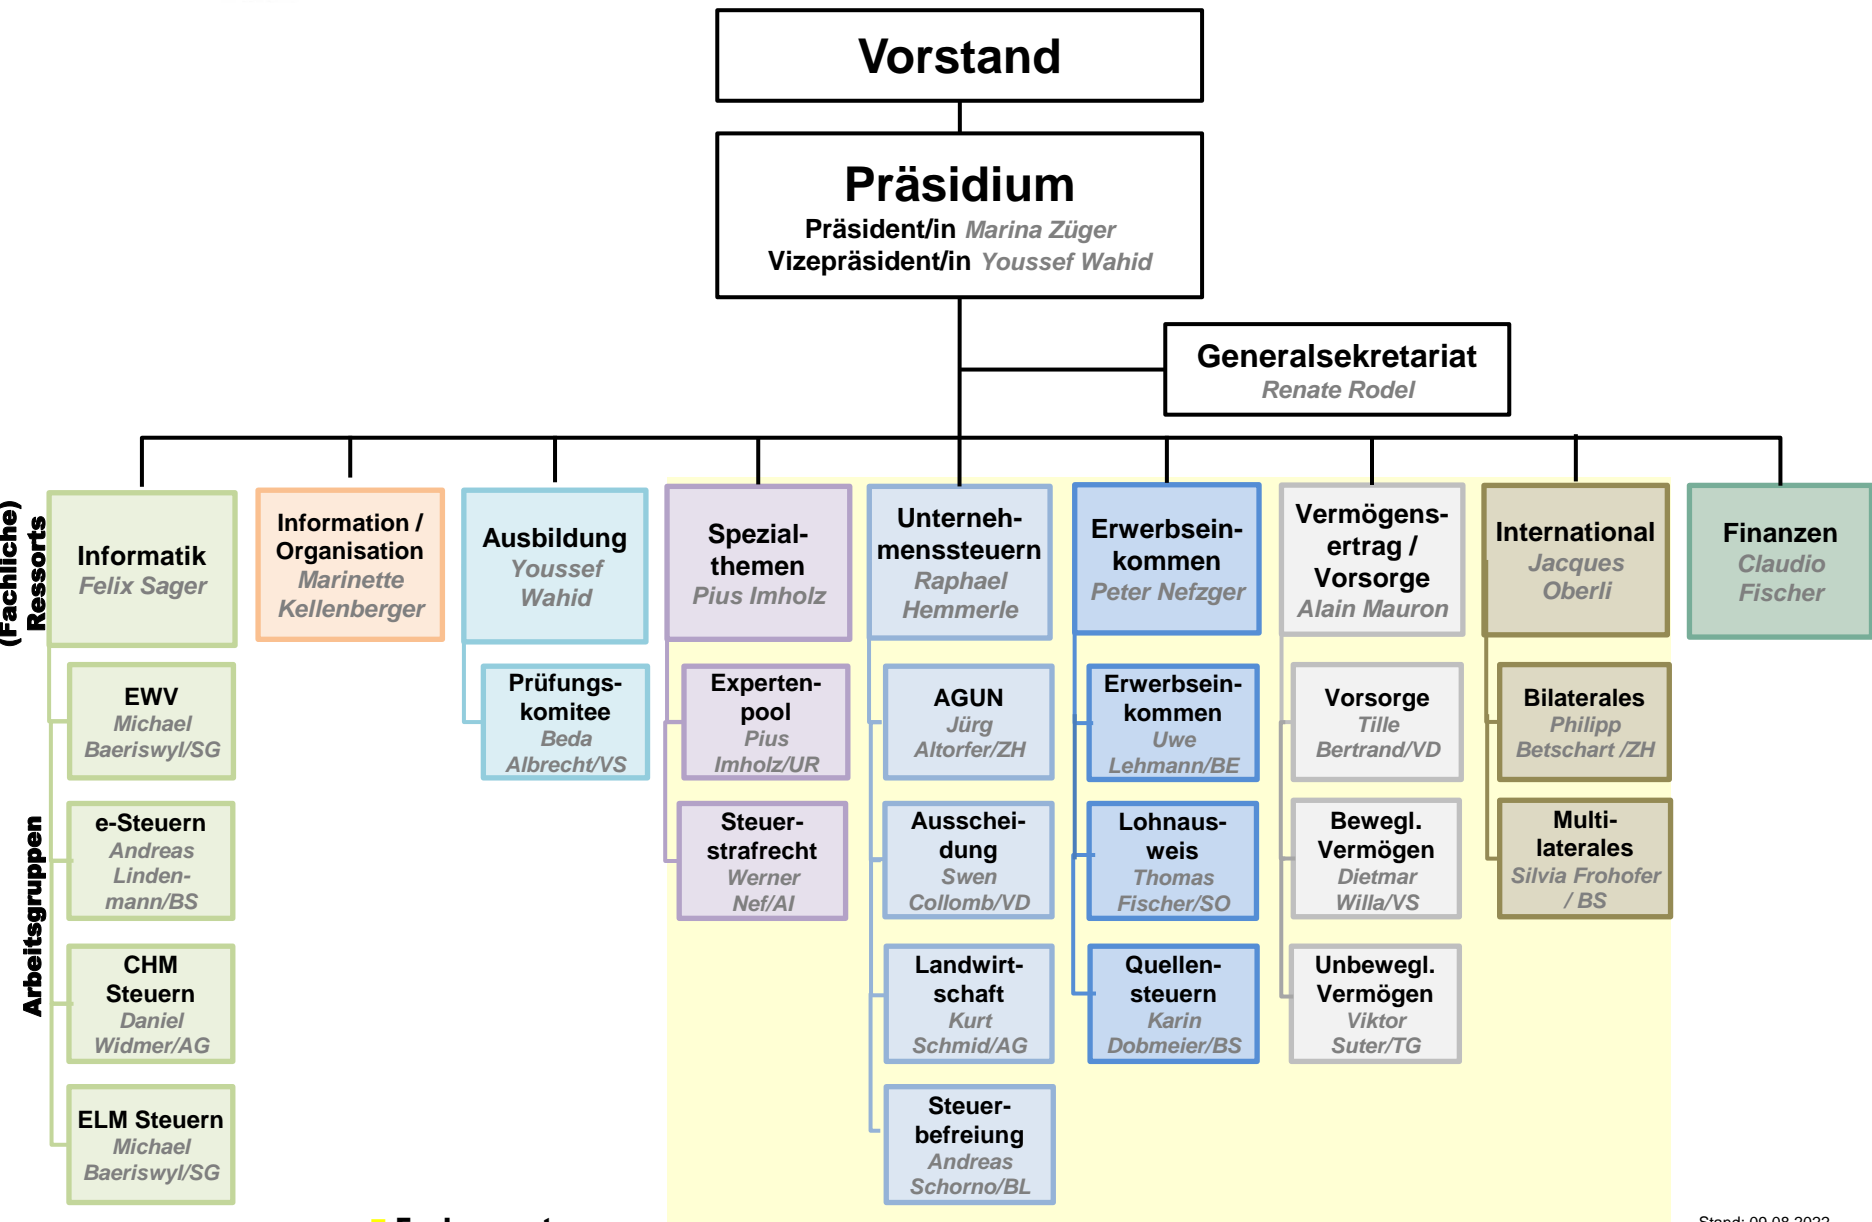 Vorstand
Präsidium
Präsident/in Marina Züger
Vizepräsident/in Youssef Wahid
Generalsekretariat
Renate Rodel
(Fachliche)
Ressorts
Informatik
Felix Sager
Information /
Organisation
Marinette
Kellenberger
Ausbildung
Youssef
Wahid
Spezial-
themen
Pius Imholz
Unterneh-
menssteuern
Raphael
Hemmerle
Erwerbsein-
kommen
Peter Nefzger
Vermögens-
ertrag /
Vorsorge
Alain Mauron
International
Jacques
Oberli
Finanzen
Claudio
Fischer
Arbeitsgruppen
EWV
Michael
Baeriswyl/SG
e-Steuern
Andreas
Linden-
mann/BS
CHM
Steuern
Daniel
Widmer/AG
ELM Steuern
Michael
Baeriswyl/SG
Prüfungs-
komitee
Beda
Albrecht/VS
Experten-
pool
Pius
Imholz/UR
Steuer-
strafrecht
Werner
Nef/AI
AGUN
Jürg
Altorfer/ZH
Ausschei-
dung
Swen
Collomb/VD
Landwirt-
schaft
Kurt
Schmid/AG
Steuer-
befreiung
Andreas
Schorno/BL
Erwerbsein-
kommen
Uwe
Lehmann/BE
Lohnaus-
weis
Thomas
Fischer/SO
Quellen-
steuern
Karin
Dobmeier/BS
Vorsorge
Tille
Bertrand/VD
Bewegl.
Vermögen
Dietmar
Willa/VS
Unbewegl.
Vermögen
Viktor
Suter/TG
Bilaterales
Philipp
Betschart /ZH
Multi-
laterales
Silvia Frohofer
/ BS